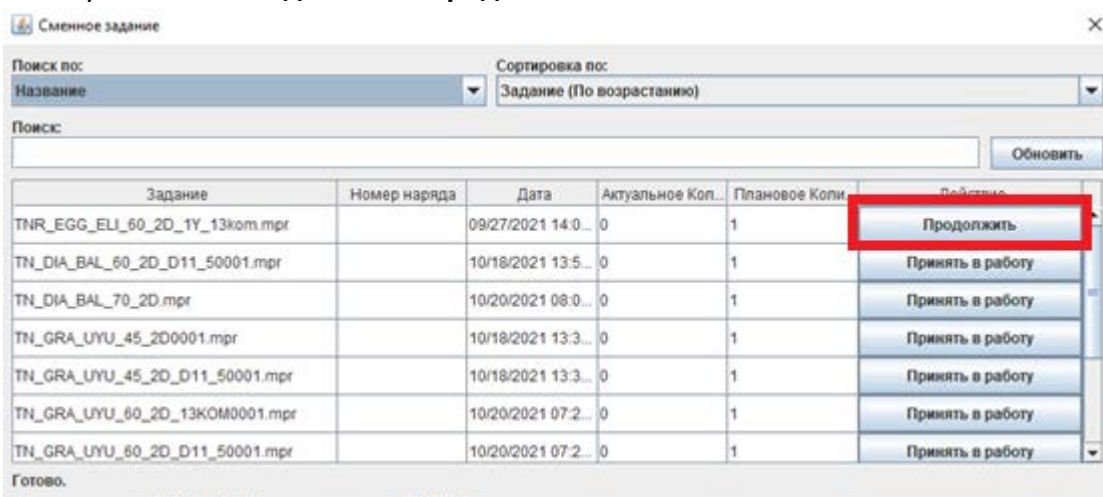 Сменное задание
Поиск по: Сортировка по:
Название Задание (По возрастанию)
Поиск:
Обновить
Задание Номер наряда Дата Актуальное Кол... Плановое Коли... Действие
TNR_EGG_ELI_60_2D_1Y_13kom.mpr 09/27/2021 14:0... 0 1 Продолжить
TN_DIA_BAL_60_2D_D11_50001.mpr 10/18/2021 13:5... 0 1 Принять в работу
TN_DIA_BAL_70_2D.mpr 10/20/2021 08:0... 0 1 Принять в работу
TN_GRA_UYU_45_2D0001.mpr 10/18/2021 13:3... 0 1 Принять в работу
TN_GRA_UYU_45_2D_D11_50001.mpr 10/18/2021 13:3... 0 1 Принять в работу
TN_GRA_UYU_60_2D_13KOM0001.mpr 10/20/2021 07:2... 0 1 Принять в работу
TN_GRA_UYU_60_2D_D11_50001.mpr 10/20/2021 07:2... 0 1 Принять в работу
Готово.